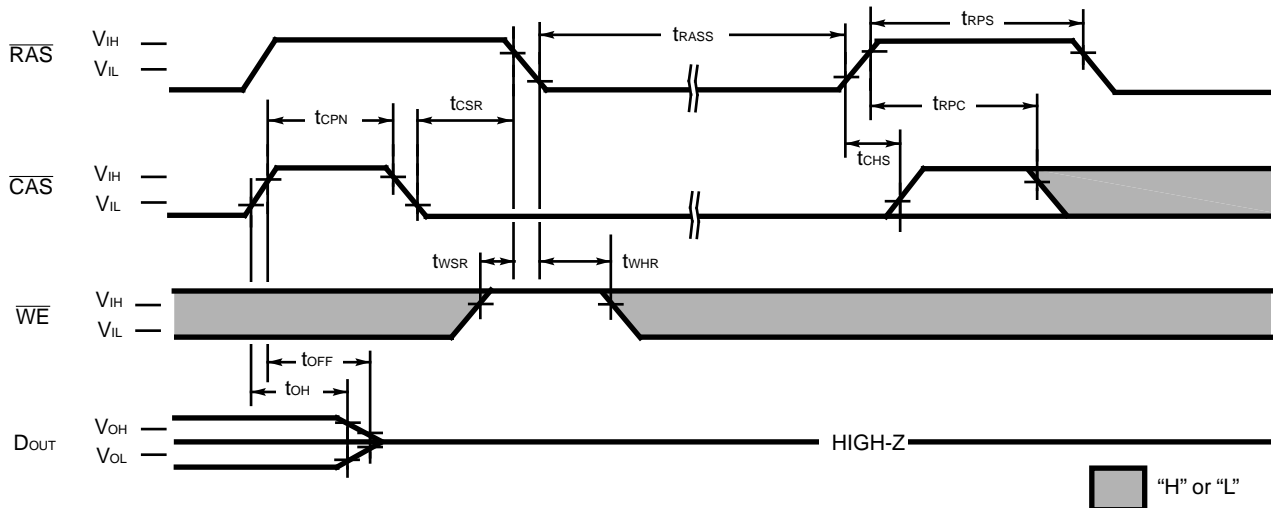 tRPS
VIH
RAS
tRASS
VIL
tCPN
tCSR
tRPC
tCHS
VIH
CAS
VIL
tWSR
tWHR
VIH
WE
VIL
tOFF
tOH
VOH
DOUT
HIGH-Z
VOL
“H” or “L”